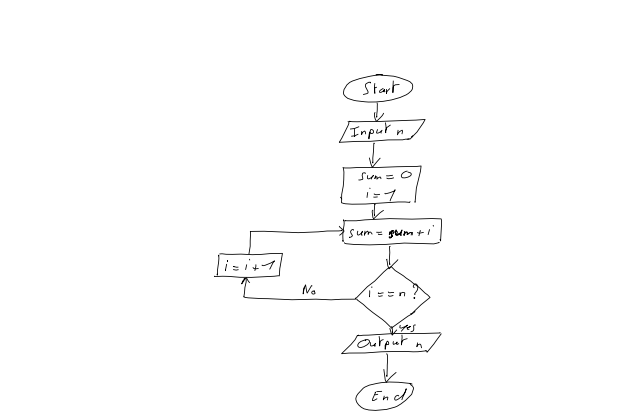 Start
Input n
sum = 0
i = 1
sum = sum + i
i = i + 1
No
i == n ?
yes
Output n
End